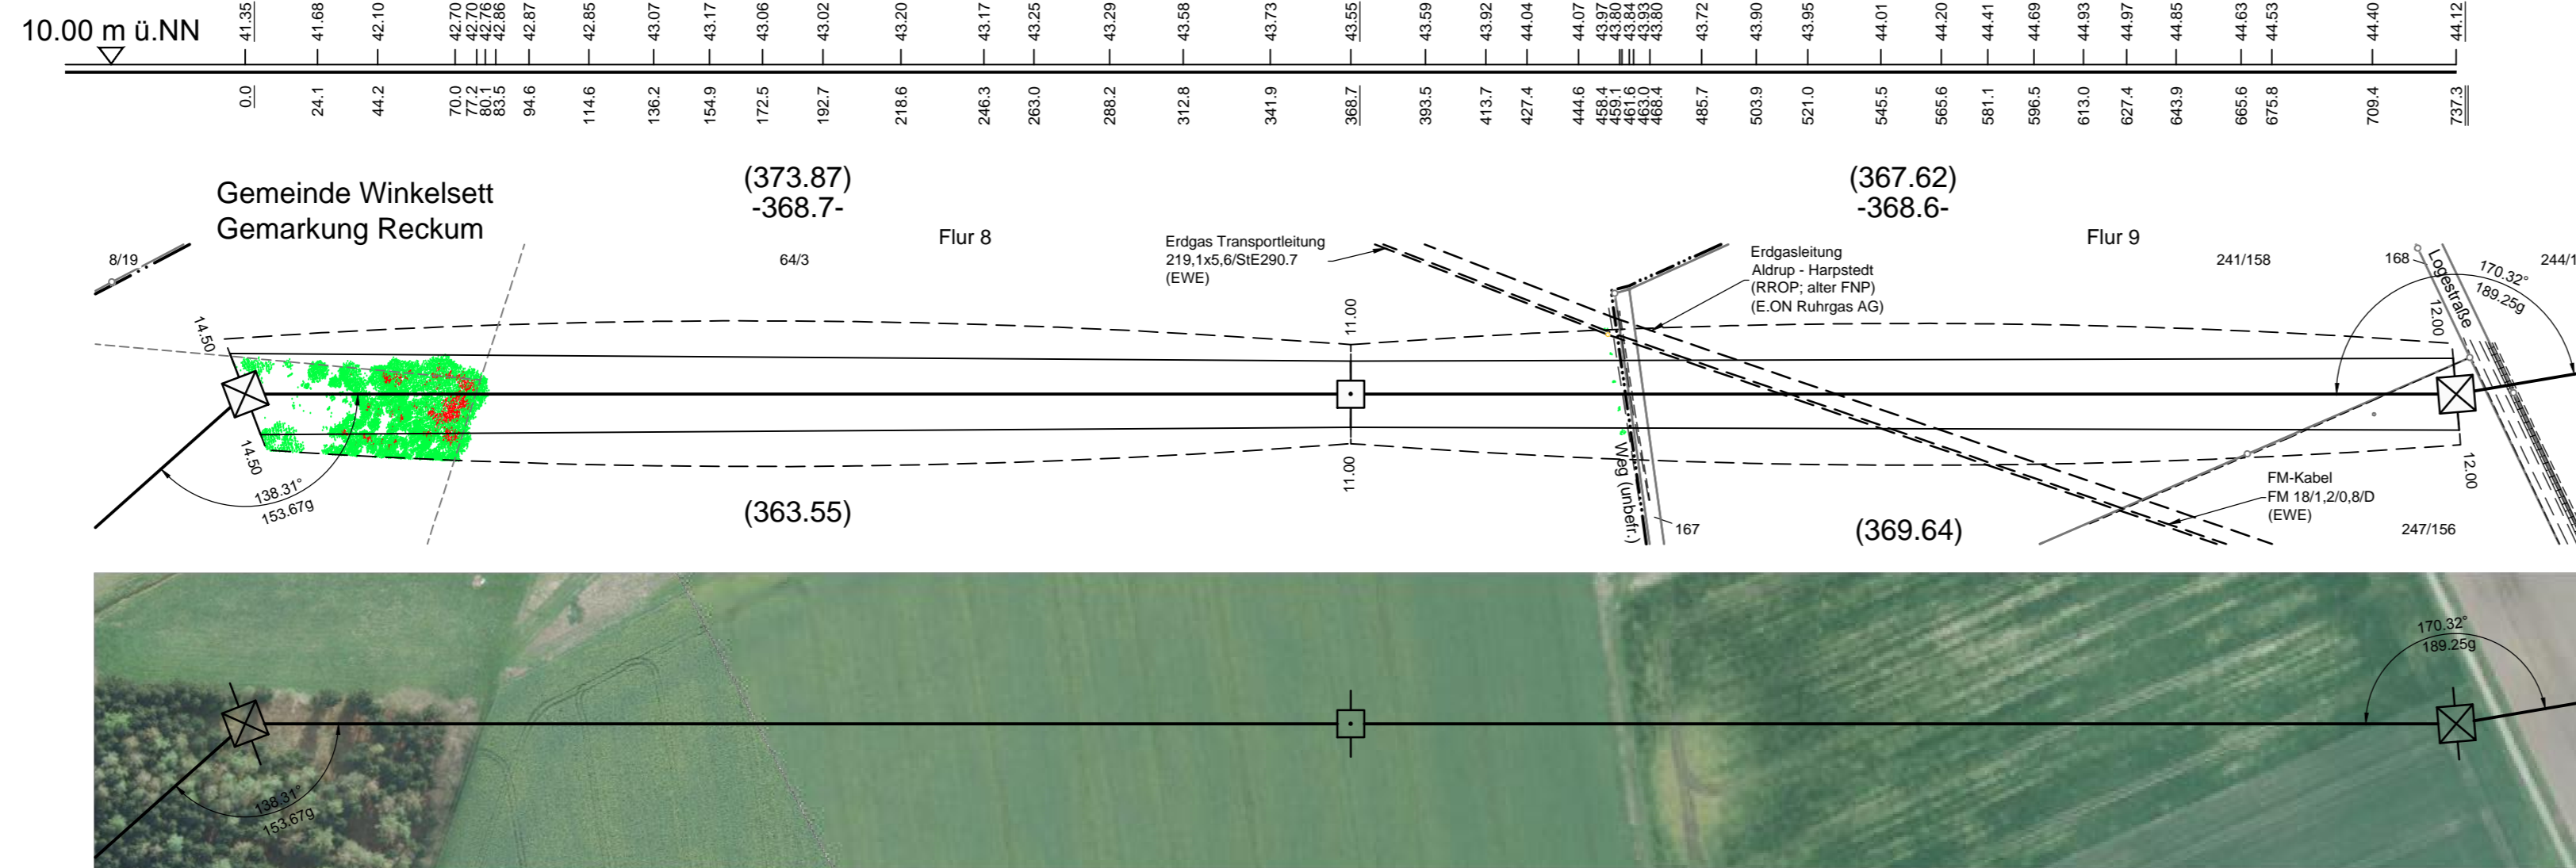 10.00 m ü.NN
41.35 41.68 42.10 42.70 42.70 42.76 42.86 42.87 42.85 43.07 43.17 43.06 43.02 43.20 43.17 43.25 43.29 43.58 43.73 43.55 43.59 43.92 44.04 44.07 43.97 43.80 43.84 43.93 43.80 43.72 43.90 43.95 44.01 44.20 44.41 44.69 44.93 44.97 44.85 44.63 44.53 44.40 44.12
0.0 24.1 44.2 70.0 77.2 80.1 83.5 94.6 114.6 136.2 154.9 172.5 192.7 218.6 246.3 263.0 288.2 312.8 341.9 368.7 393.5 413.7 427.4 444.6 458.4 459.1 461.6 463.0 468.4 485.7 503.9 521.0 545.5 565.6 581.1 596.5 613.0 627.4 643.9 665.6 675.8 709.4 737.3
(373.87)
-368.7-
(367.62)
-368.6-
Gemeinde Winkelsett
Gemarkung Reckum
Flur 8
Flur 9
8/19
64/3
Erdgas Transportleitung
219,1x5,6/StE290.7
(EWE)
Erdgasleitung
Aldrup - Harpstedt
(RROP; alter FNP)
(E.ON Ruhrgas AG)
241/158
168
Logestraße
170.32°
189.25g
244/1
14.50
11.00
12.00
14.50
138.31°
153.67g
11.00
Weg (unbefr.)
12.00
(363.55)
167
(369.64)
FM-Kabel
FM 18/1,2/0,8/D
(EWE)
247/156
170.32°
189.25g
138.31°
153.67g